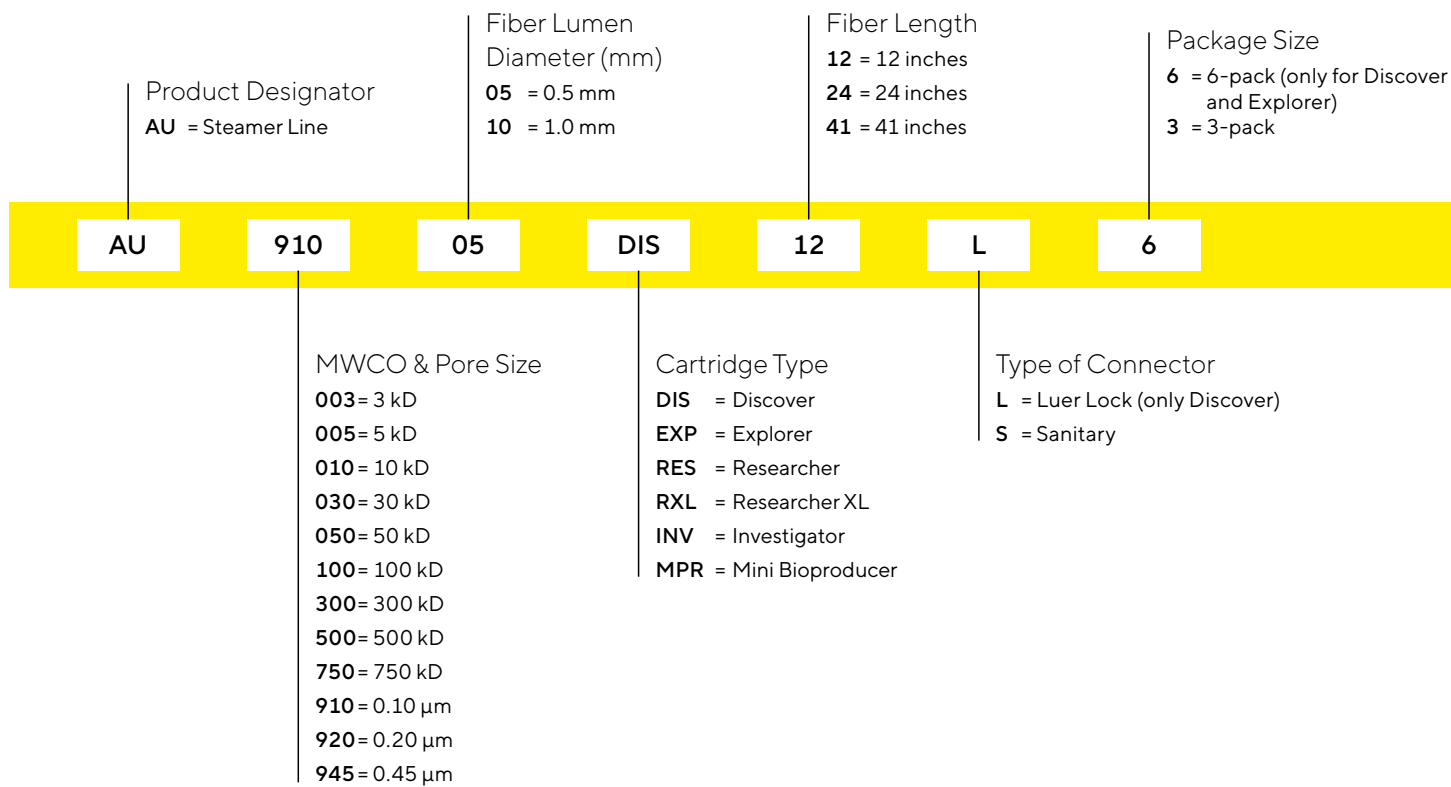 Product Designator
AU = Steamer Line
Fiber Lumen
Diameter (mm)
05 = 0.5 mm
10 = 1.0 mm
Fiber Length
12 = 12 inches
24 = 24 inches
41 = 41 inches
Package Size
6 = 6-pack (only for Discover
and Explorer)
3 = 3-pack
AU 910 05 DIS 12 L 6
MWCO & Pore Size
003 = 3 kD
005 = 5 kD
010 = 10 kD
030 = 30 kD
050 = 50 kD
100 = 100 kD
300 = 300 kD
500 = 500 kD
750 = 750 kD
910 = 0.10 µm
920 = 0.20 µm
945 = 0.45 µm
Cartridge Type
DIS = Discover
EXP = Explorer
RES = Researcher
RXL = Researcher XL
INV = Investigator
MPR = Mini Bioproducer
Type of Connector
L = Luer Lock (only Discover)
S = Sanitary